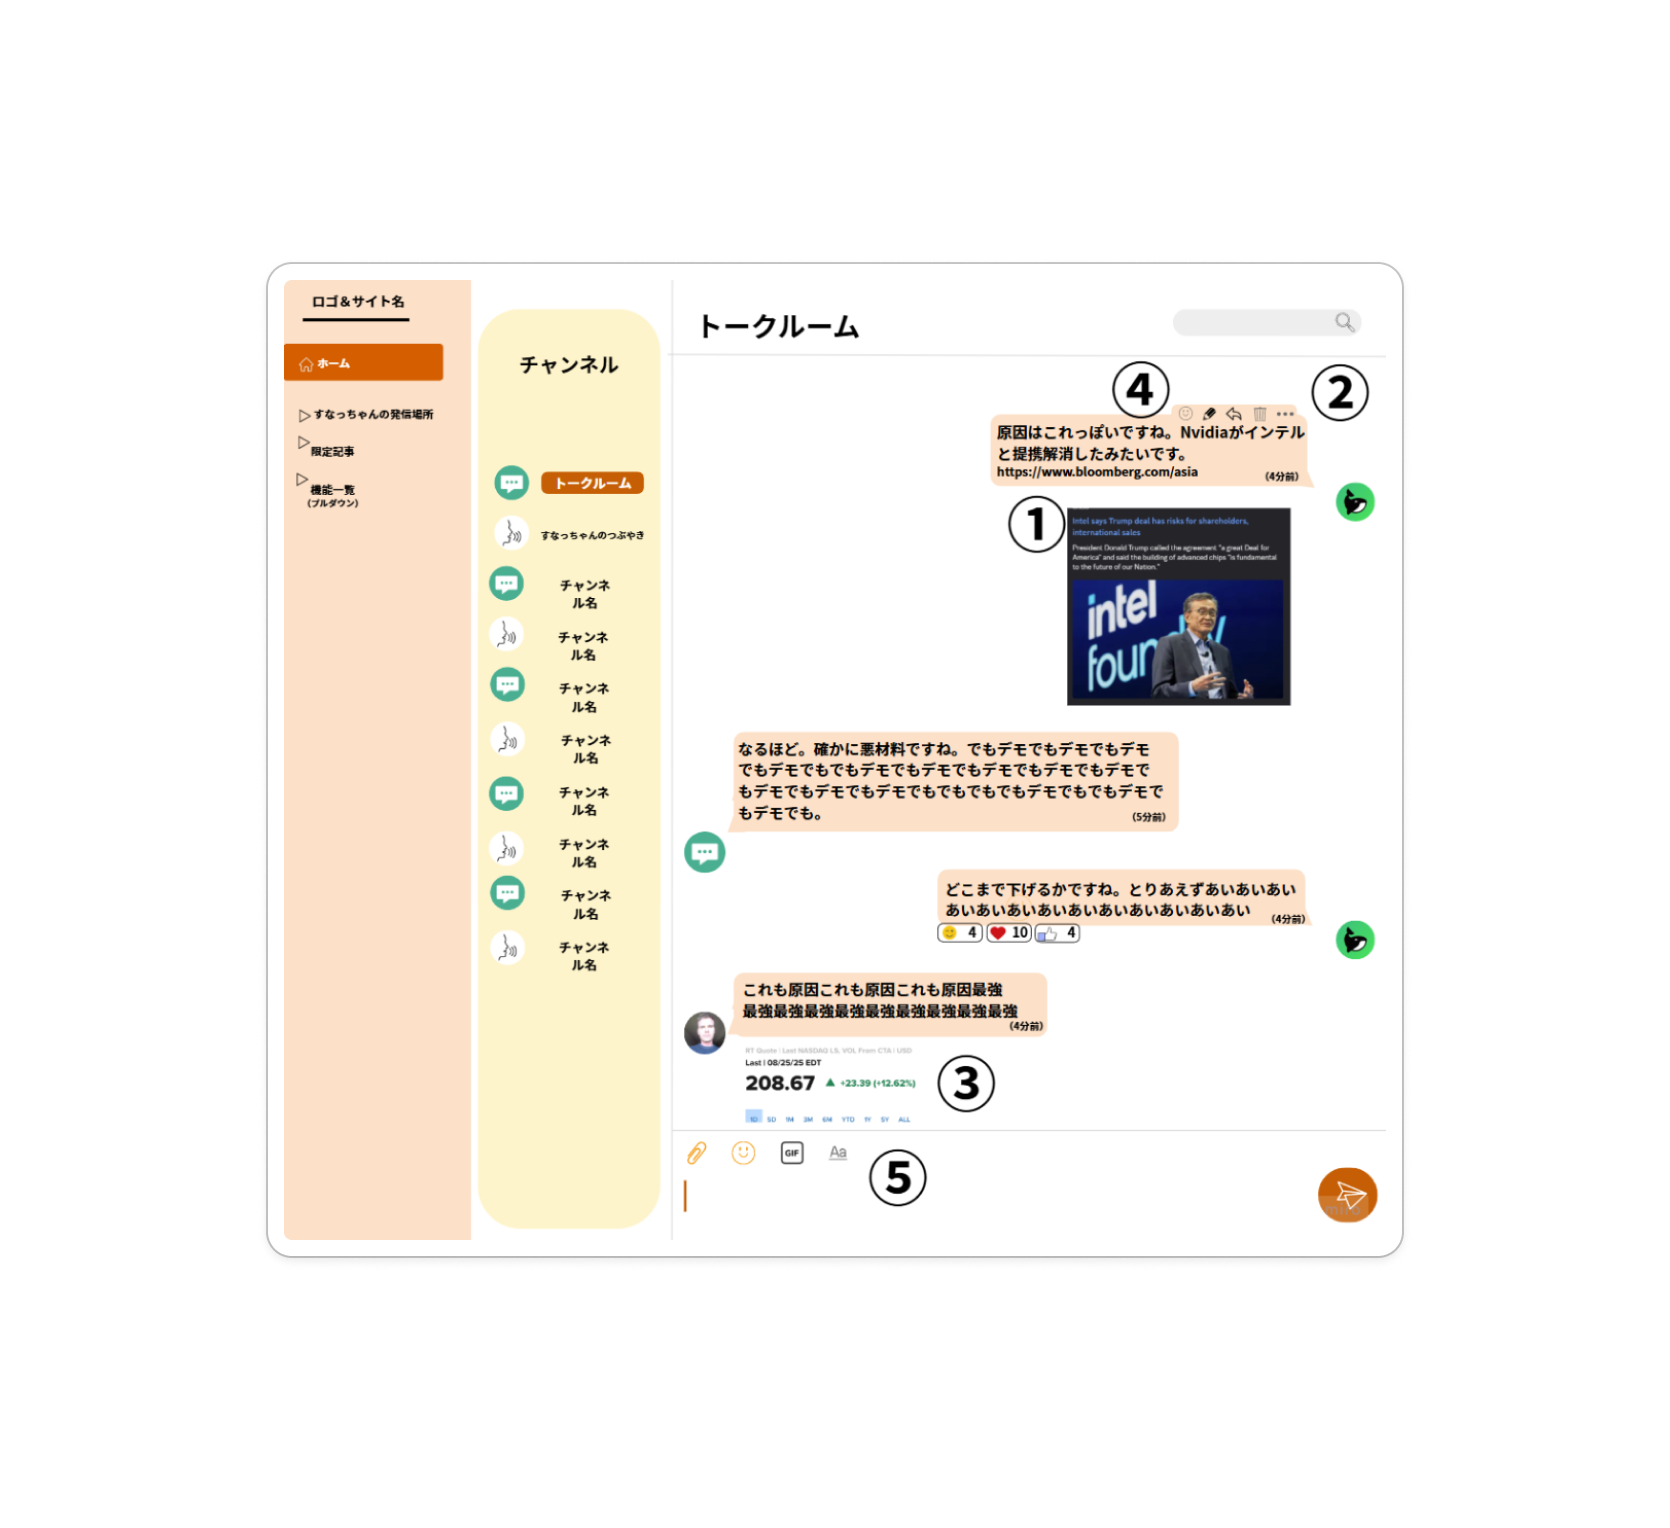 ロゴ＆サイト名
ホーム
すなっちゃんの発信場所
限定記事
機能一覧
（プルダウン）
チャンネル
トークルーム
すなっちゃんのつぶやき
チャンネ
ル名
チャンネ
ル名
チャンネ
ル名
チャンネ
ル名
チャンネ
ル名
チャンネ
ル名
チャンネ
ル名
チャンネ
ル名
トークルーム
④
②
原因はこれっぽいですね。Nvidiaがインテル
と提携解消したみたいです。
https://www.bloomberg.com/asia
（4分前）
①
Intel says Trump deal has risks for shareholders,
international sales
President Donald Trump called the agreement "a great Deal for
America" and said the building of advanced chips "is fundamental
to the future of our Nation."
intel
foun y
なるほど。確かに悪材料ですね。でもデモでもデモでもデモ
でもデモでもでもデモでもデモでもデモでもデモでもデモで
もデモでもデモでもデモでもでもでもでもデモでもでもデモで
もデモでも。
（5分前）
どこまで下げるかですね。とりあえずあいあいあい
あいあいあいあいあいあいあいあいあいあい
（4分前）
4
10
4
これも原因これも原因これも原因最強
最強最強最強最強最強最強最強最強最強
（4分前）
RT Quote | Last NASDAQ LS, VOL From CTA | USD
Last | 08/25/25 EDT
208.67 ▲ +23.39 (+12.62%)
③
1D 5D 1M 3M 6M YTD 1Y 5Y ALL
GIF
Aa
⑤
miro